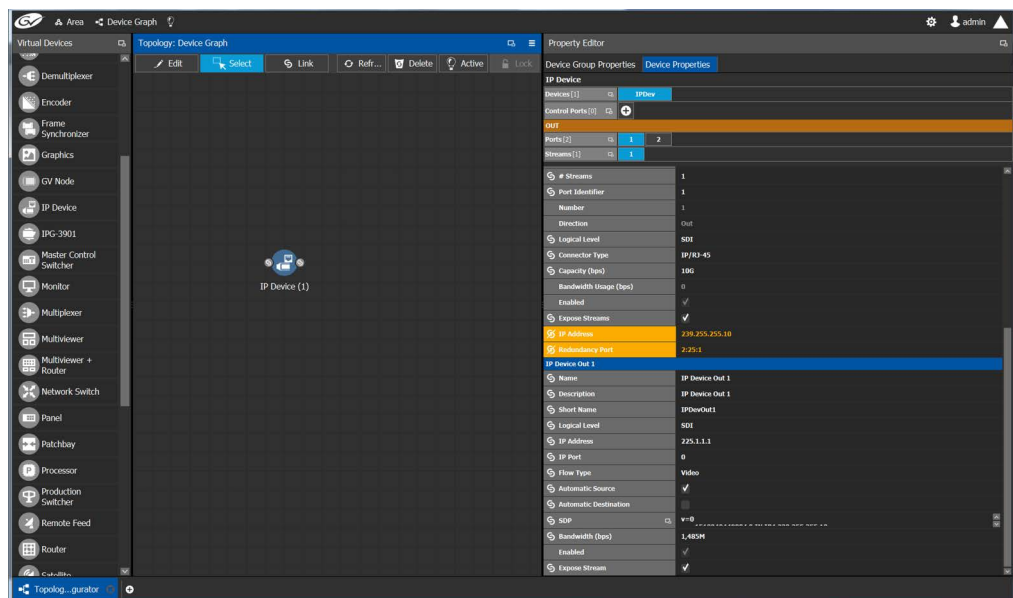 GV Area Device Graph admin
Virtual Devices
Demultiplexer
Encoder
Frame
Synchronizer
Graphics
GV Node
IP Device
IPG-3901
Master Control
Switcher
Monitor
Multiplexer
Multiviewer
Multiviewer +
Router
Network Switch
Panel
Patchbay
Processor
Production
Switcher
Remote Feed
Router
Satellite
Topology: Device Graph
Edit Select Link Refr... Delete Active Lock
IP Device (1)
Property Editor
Device Group Properties Device Properties
IP Device
Devices[1] IPDev
Control Ports[0]
OUT
Ports[2] 1 2
Streams[1] 1
# Streams 1
Port Identifier 1
Number 1
Direction Out
Logical Level SDI
Connector Type IP/RJ-45
Capacity (bps) 10G
Bandwidth Usage (bps) 0
Enabled
Expose Streams
IP Address 239.255.255.10
Redundancy Port 2:25:1
IP Device Out 1
Name IP Device Out 1
Description IP Device Out 1
Short Name IPDevOut1
Logical Level SDI
IP Address 225.1.1.1
IP Port 0
Flow Type Video
Automatic Source
Automatic Destination
SDP v=0
Bandwidth (bps) 1,485M
Enabled
Expose Stream
Topolog...gurator